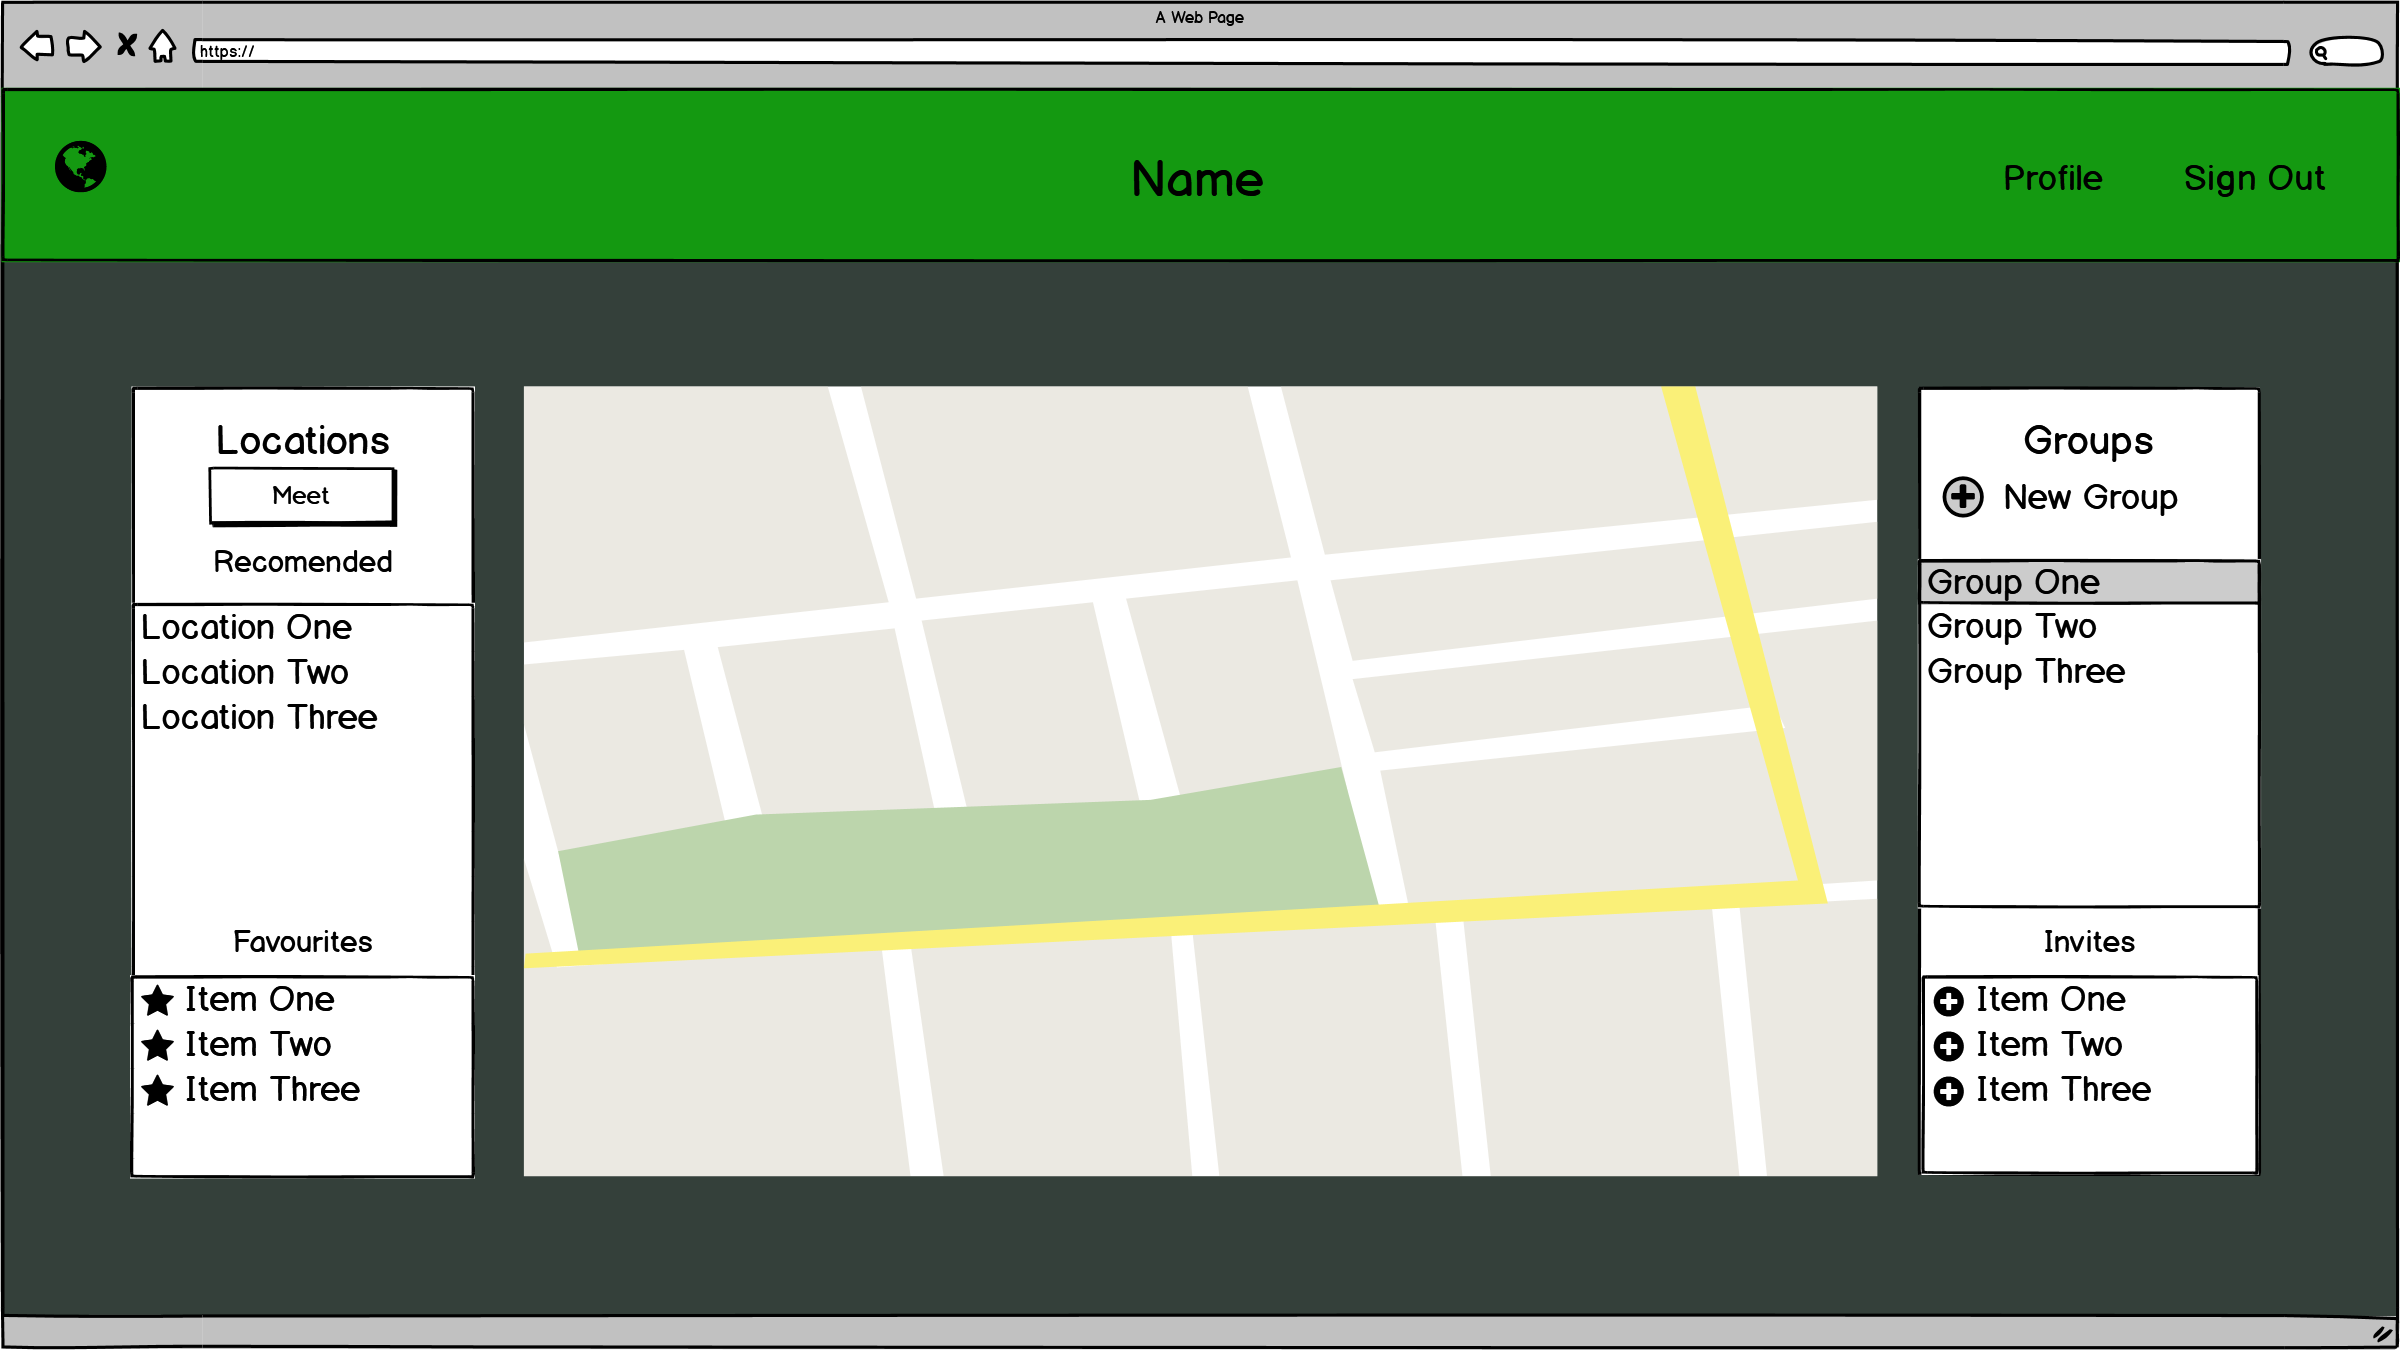 A Web Page
https://
Name
Profile
Sign Out
Locations
Meet
Recomended
Location One
Location Two
Location Three
Favourites
Item One
Item Two
Item Three
Groups
New Group
Group One
Group Two
Group Three
Invites
Item One
Item Two
Item Three